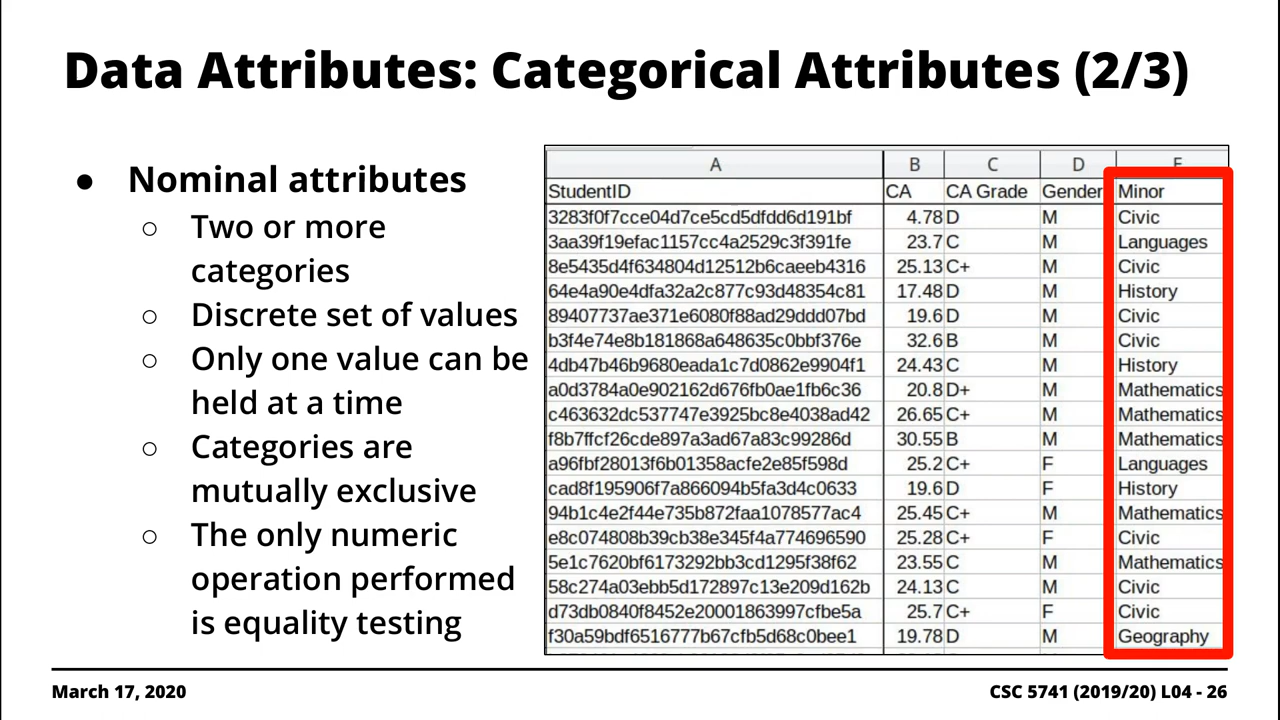 Data Attributes: Categorical Attributes (2/3)
● Nominal attributes
○ Two or more
categories
○ Discrete set of values
○ Only one value can be
held at a time
○ Categories are
mutually exclusive
○ The only numeric
operation performed
is equality testing
A B C D E
StudentID CA CA Grade Gender Minor
3283f0f7cce04d7ce5cd5dfdd6d191bf 4.78 D M Civic
3aa39f19efac1157cc4a2529c3f391fe 23.7 C M Languages
8e5435d4f634804d12512b6caeeb4316 25.13 C+ M Civic
64e4a90e4dfa32a2c877c93d48354c81 17.48 D M History
89407737ae371e6080f88ad29ddd07bd 19.6 D M Civic
b3f4e74e8b181868a648635c0bbf376e 32.6 B M Civic
4db47b46b9680eada1c7d0862e9904f1 24.43 C M History
a0d3784a0e902162d676fb0ae1fb6c36 20.8 D+ M Mathematics
c463632dc537747e3925bc8e4038ad42 26.65 C+ M Mathematics
f8b7ffcf26cde897a3ad67a83c99286d 30.55 B M Mathematics
a96fbf28013f6b01358acfe2e85f598d 25.2 C+ F Languages
cad8f195906f7a866094b5fa3d4c0633 19.6 D F History
94b1c4e2f44e735b872faa1078577ac4 25.45 C+ M Mathematics
e8c074808b39cb38e345f4a774696590 25.28 C+ F Civic
5e1c7620bf6173292bb3cd1295f38f62 23.55 C M Mathematics
58c274a03ebb5d172897c13e209d162b 24.13 C M Civic
d73db0840f8452e20001863997cfbe5a 25.7 C+ F Civic
f30a59bdf6516777b67cfb5d68c0bee1 19.78 D M Geography
March 17, 2020
CSC 5741 (2019/20) L04 - 26